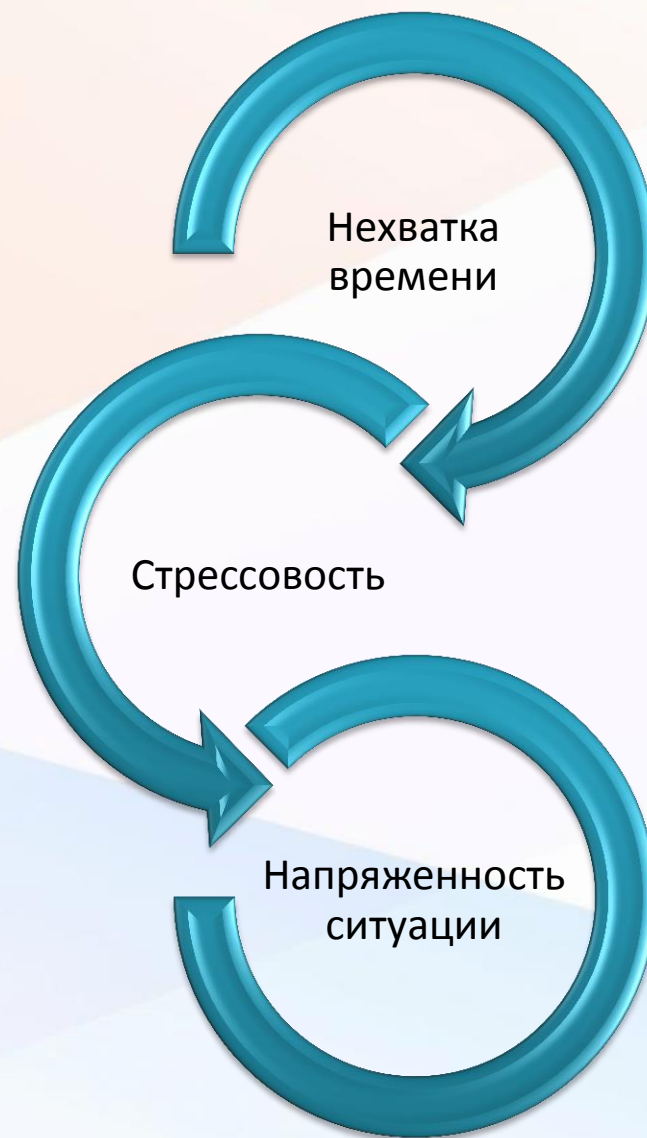 Нехватка
времени
Стрессовость
Напряженность
ситуации